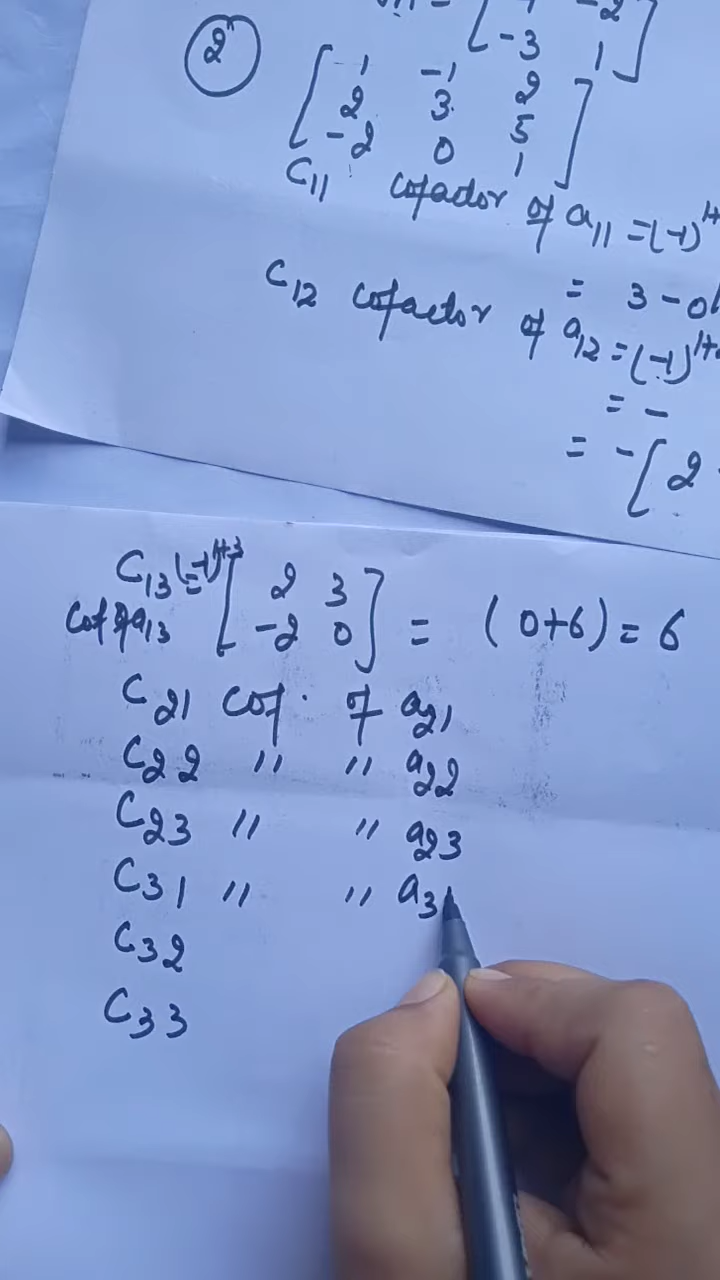 -2
-3 1
2
1 -1 2
2 3 5
-2 0 1
C11 cofactor of a11 = (-1)
= 3 - 0
C12 cofactor of a12 = (-1)
= -
= -[2
C13 = (-1)1+3 [2 3
cof of a13 -2 0] = (0+6) = 6
C21 cof. of a21
C22 " " a22
C23 " " a23
C31 " " a3
C32
C33